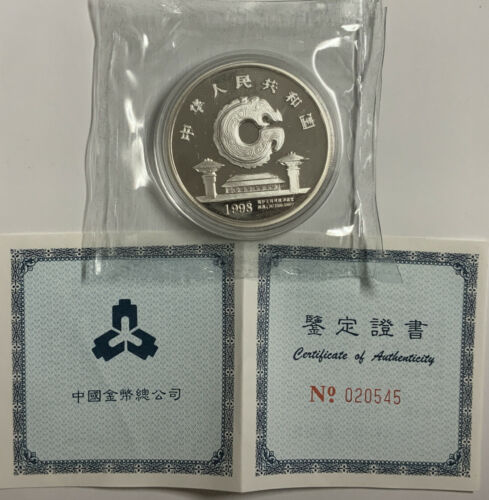 中华人民共和国
1998
中國金幣總公司
鑒定證書
Certificate of Authenticity
No 020545